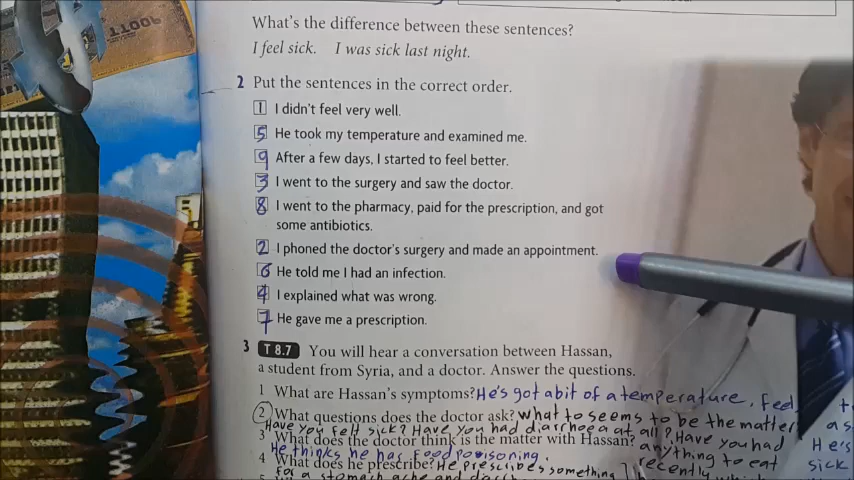 1100b
What's the difference between these sentences?
I feel sick. I was sick last night.
2 Put the sentences in the correct order.
1 I didn't feel very well.
5 He took my temperature and examined me.
9 After a few days, I started to feel better.
3 I went to the surgery and saw the doctor.
8 I went to the pharmacy, paid for the prescription, and got
some antibiotics.
2 I phoned the doctor's surgery and made an appointment.
6 He told me I had an infection.
4 I explained what was wrong.
7 He gave me a prescription.
3 T 8.7 You will hear a conversation between Hassan,
a student from Syria, and a doctor. Answer the questions.
1 What are Hassan's symptoms? He's got a bit of a temperature, Feel
2 What questions does the doctor ask? what to seems to be the matter
Have you felt sick? Have you had diarrhoea at all? Have you had
3 What does the doctor think is the matter with Hassan? anything to eat
He thinks he has food poisoning. recently which
4 What does he prescribe? He prescribes something
for a stomach ache and
as
He's
sick